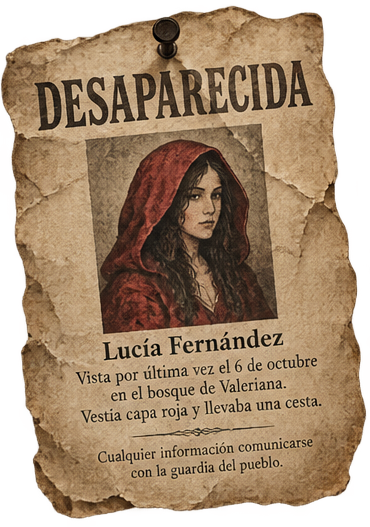 DESAPARECIDA
Lucía Fernández
Vista por última vez el 6 de octubre
en el bosque de Valeriana.
Vestía capa roja y llevaba una cesta.
Cualquier información comunicarse
con la guardia del pueblo.